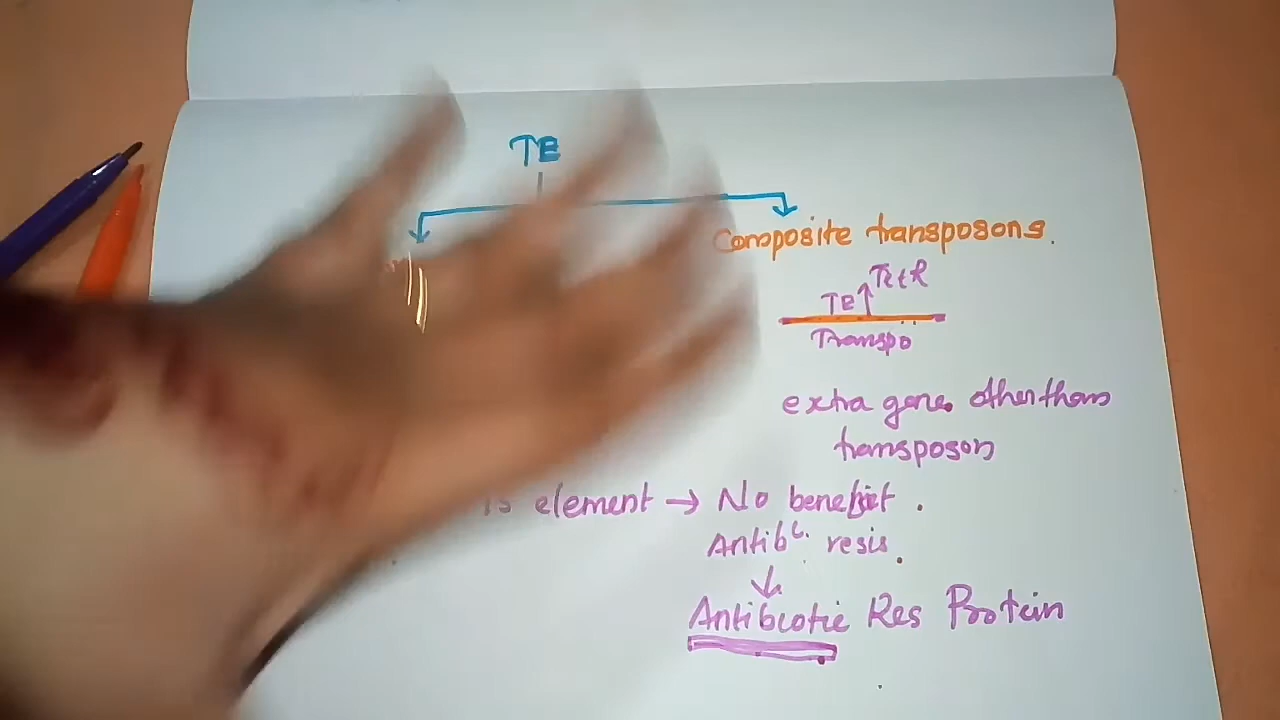 TE
Composite transposons.
TetR
TE
Transpo
extra gene other than
transposon
IS element → No benefit.
Antib. resis.
↓
Antibiotic Res Protein